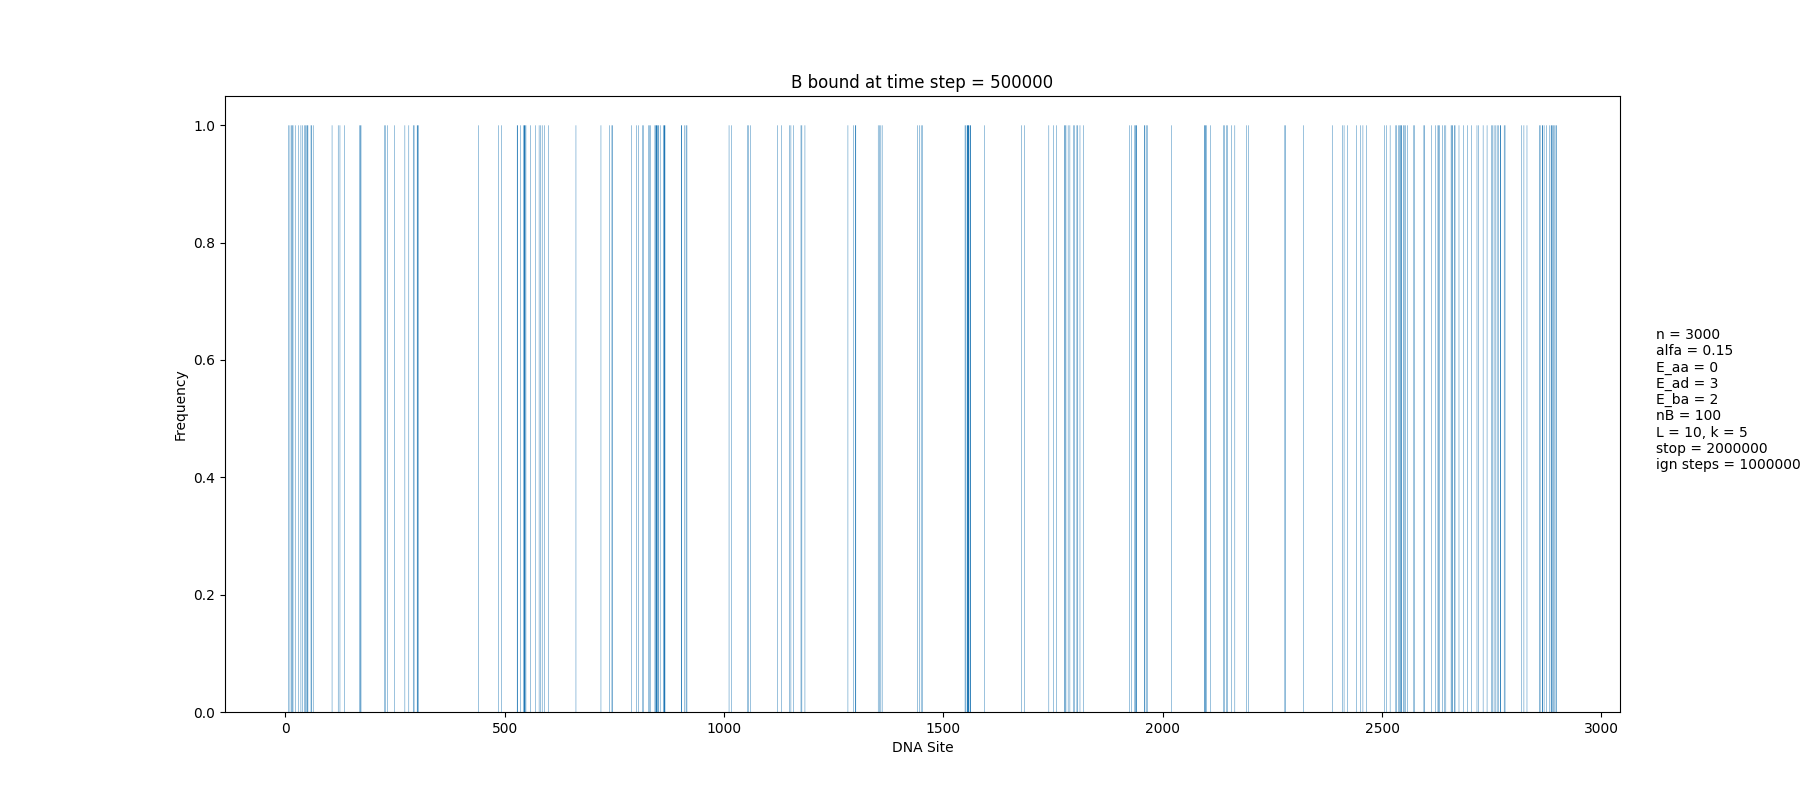 B bound at time step = 500000
Frequency
1.0
0.8
0.6
0.4
0.2
0.0
0 500 1000 1500 2000 2500 3000
DNA Site
n = 3000
alfa = 0.15
E_aa = 0
E_ad = 3
E_ba = 2
nB = 100
L = 10, k = 5
stop = 2000000
ign steps = 1000000